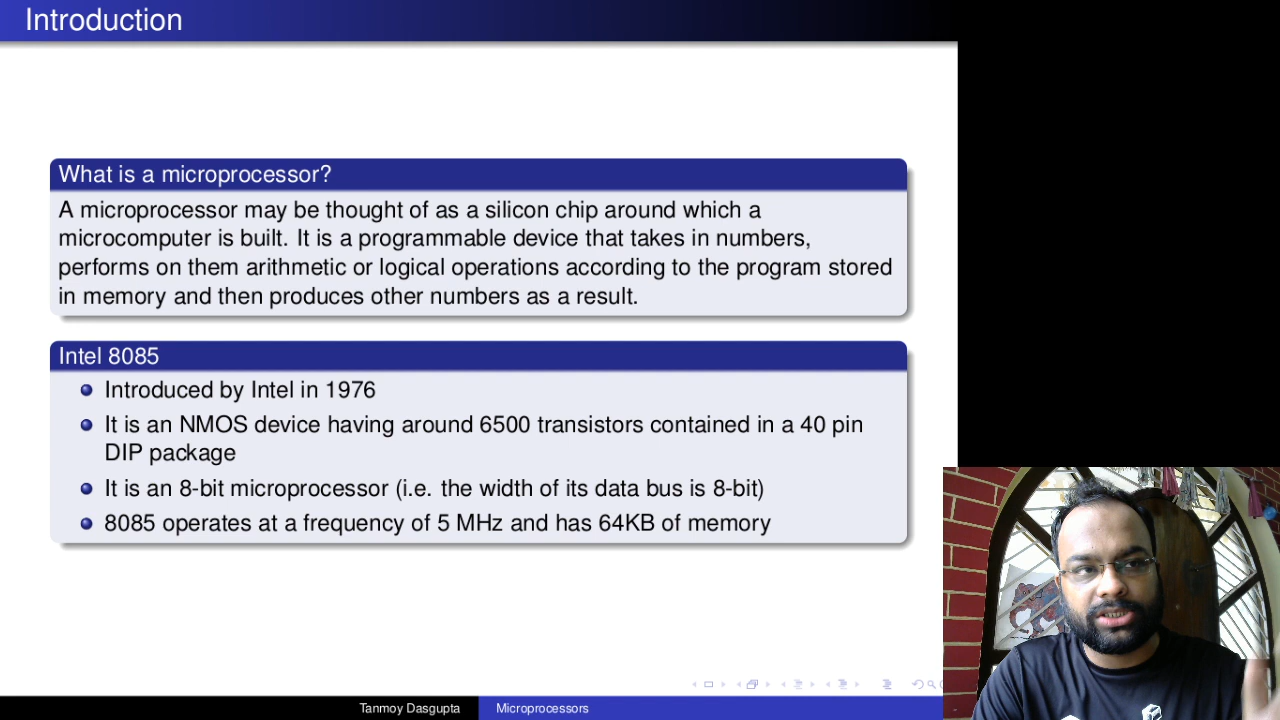 Introduction
What is a microprocessor?
A microprocessor may be thought of as a silicon chip around which a
microcomputer is built. It is a programmable device that takes in numbers,
performs on them arithmetic or logical operations according to the program stored
in memory and then produces other numbers as a result.
Intel 8085
Introduced by Intel in 1976
It is an NMOS device having around 6500 transistors contained in a 40 pin
DIP package
It is an 8-bit microprocessor (i.e. the width of its data bus is 8-bit)
8085 operates at a frequency of 5 MHz and has 64KB of memory
Tanmoy Dasgupta
Microprocessors